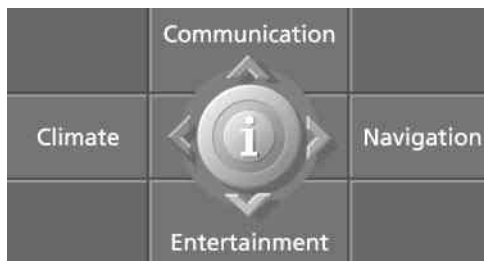 Communication
Climate
i
Navigation
Entertainment